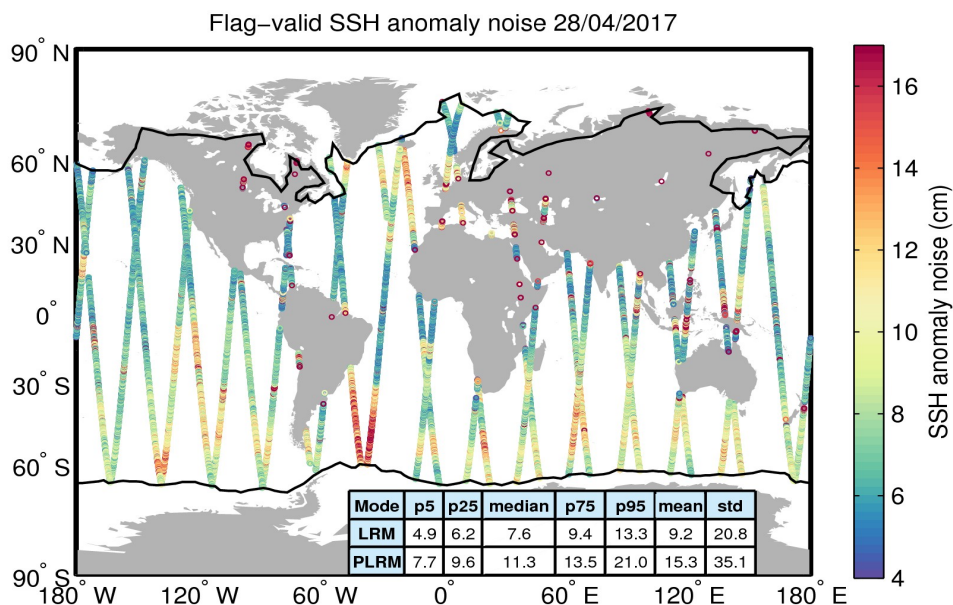 Flag−valid SSH anomaly noise 28/04/2017
90° N
60° N
30° N
0°
30° S
60° S
90° S
180° W
120° W
60° W
0°
60° E
120° E
180° E
Mode p5 p25 median p75 p95 mean std
LRM 4.9 6.2 7.6 9.4 13.3 9.2 20.8
PLRM 7.7 9.6 11.3 13.5 21.0 15.3 35.1
16
14
12
10
8
6
4
SSH anomaly noise (cm)